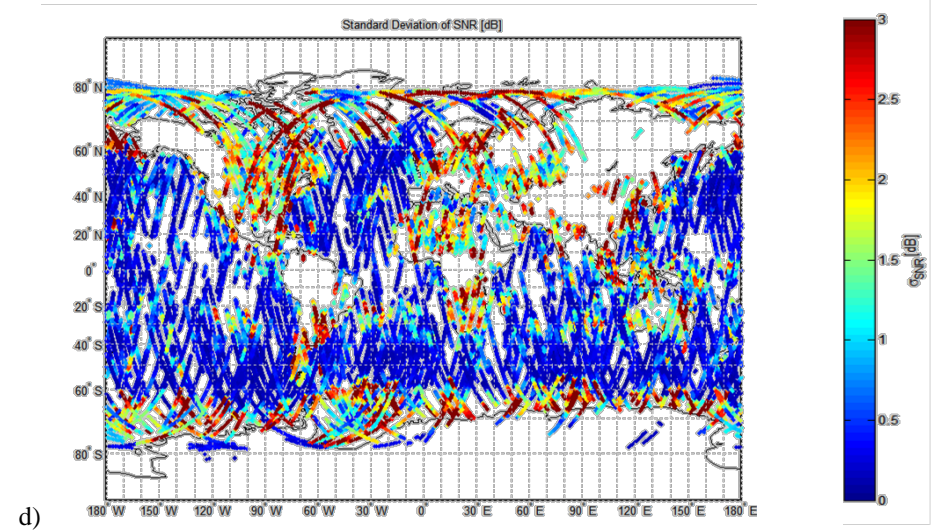 Standard Deviation of SNR [dB]
80° N
60° N
40° N
20° N
0°
20° S
40° S
60° S
80° S
180° W 150° W 120° W 90° W 60° W 30° W 0° 30° E 60° E 90° E 120° E 150° E 180° E
3
2.5
2
1.5
1
0.5
0
σSNR [dB]
d)